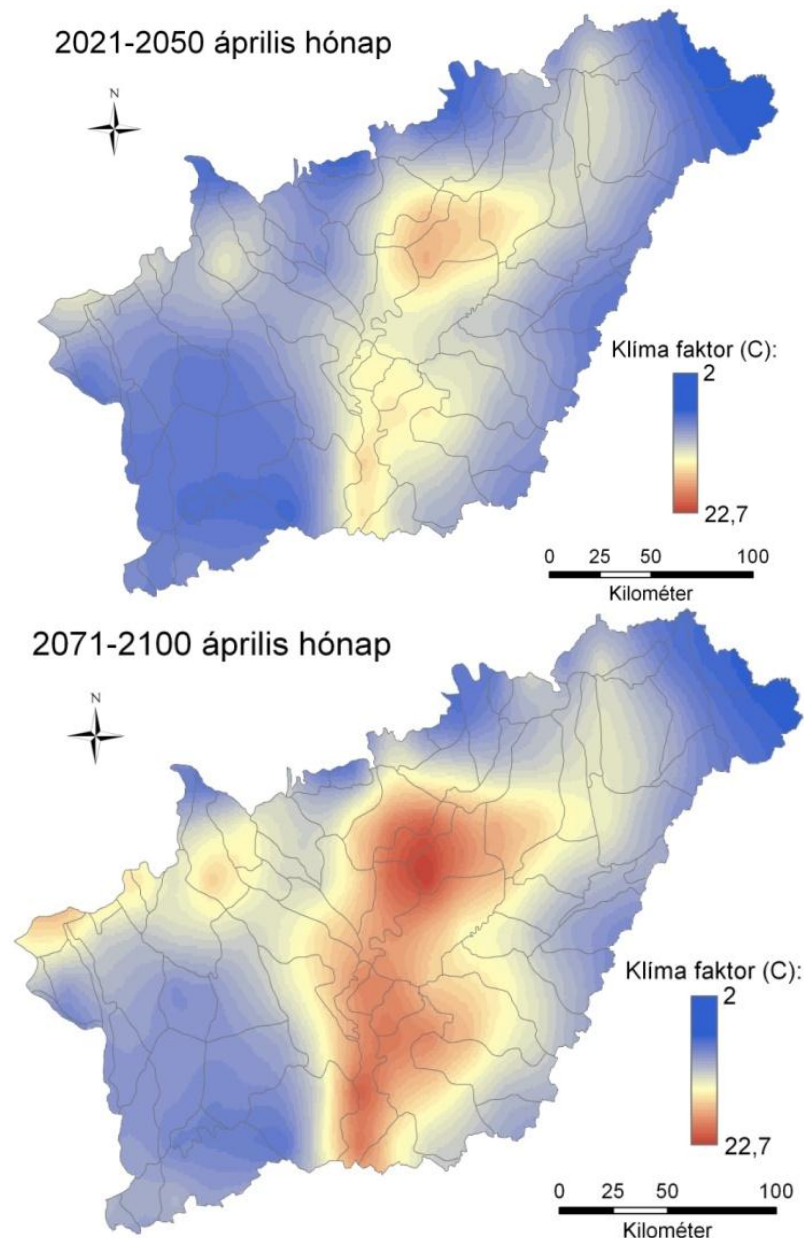 2021-2050 április hónap
N
Klíma faktor (C):
2
22,7
0 25 50 100
Kilométer
2071-2100 április hónap
N
Klíma faktor (C):
2
22,7
0 25 50 100
Kilométer